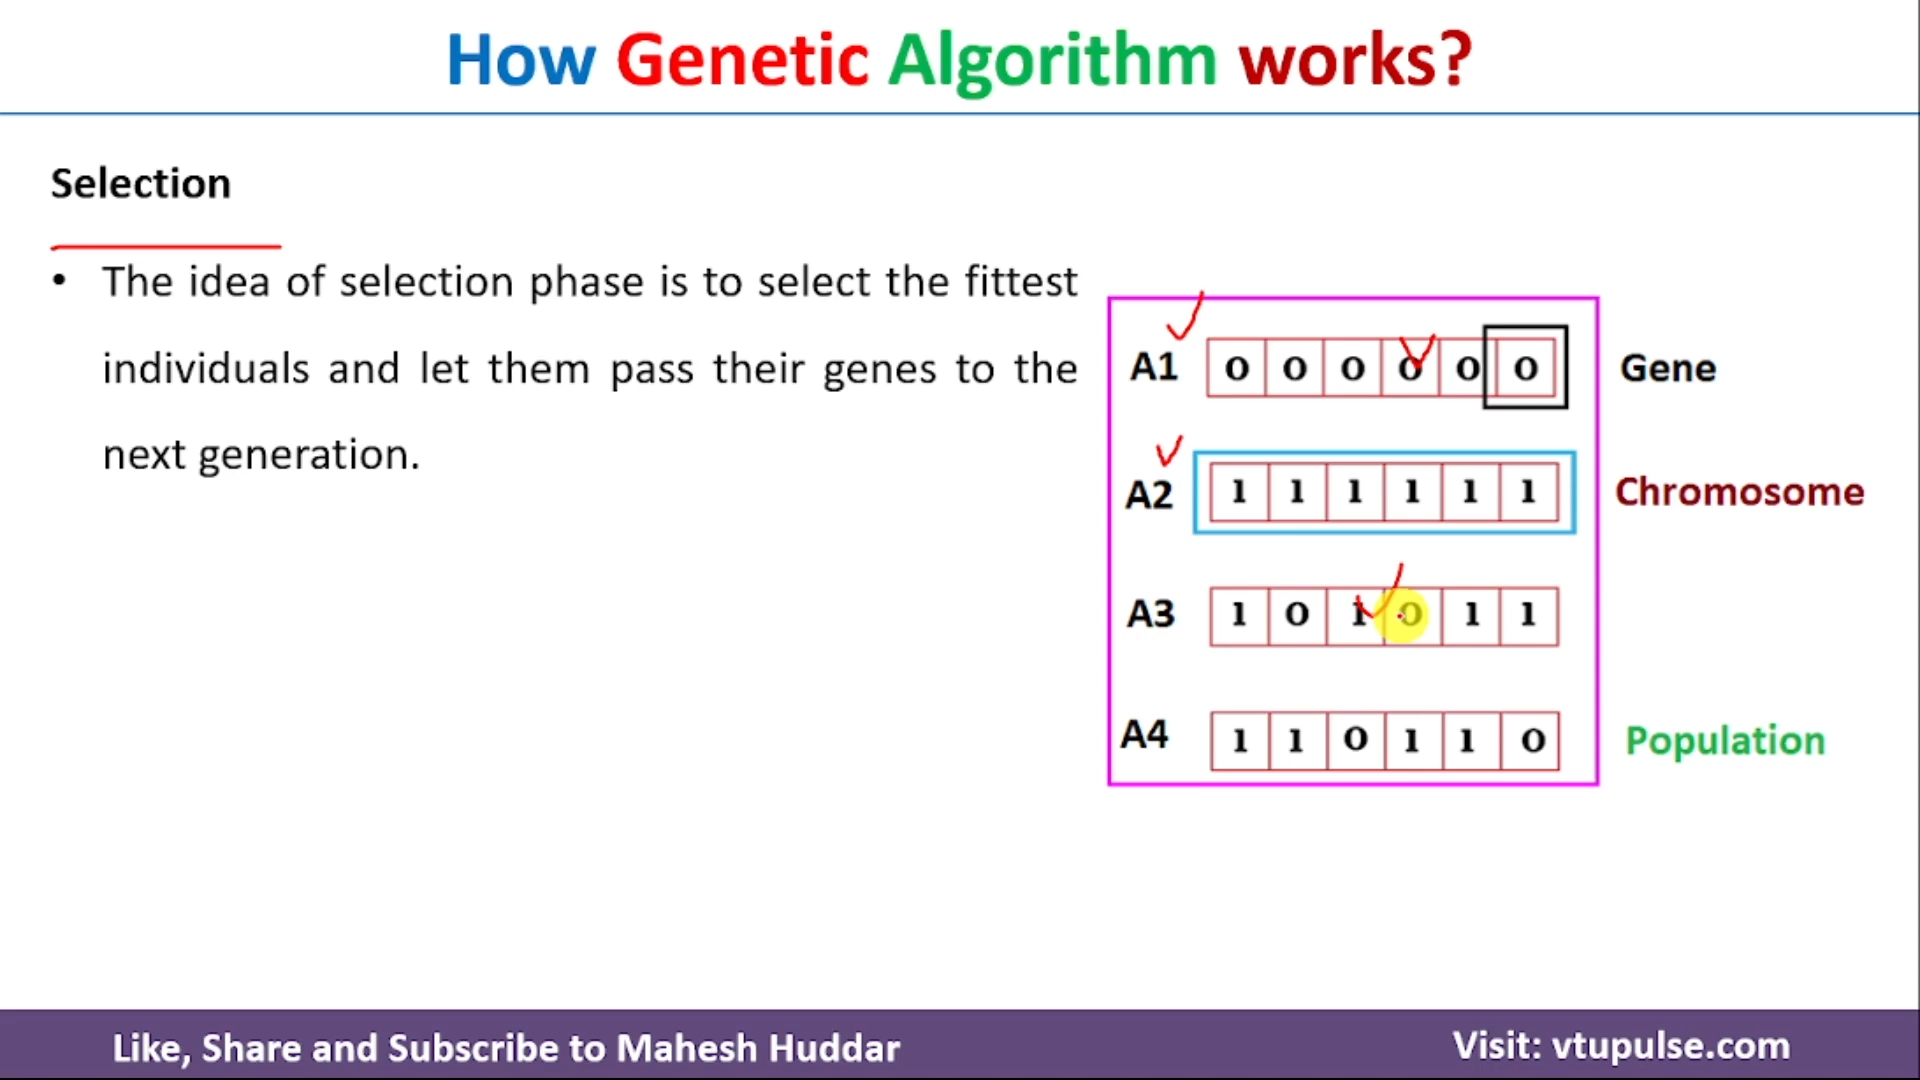 How Genetic Algorithm works?
Selection
• The idea of selection phase is to select the fittest
individuals and let them pass their genes to the
next generation.
A1 0 0 0 0 0 0 Gene
A2 1 1 1 1 1 1 Chromosome
A3 1 0 1 0 1 1
A4 1 1 0 1 1 0 Population
Like, Share and Subscribe to Mahesh Huddar
Visit: vtupulse.com